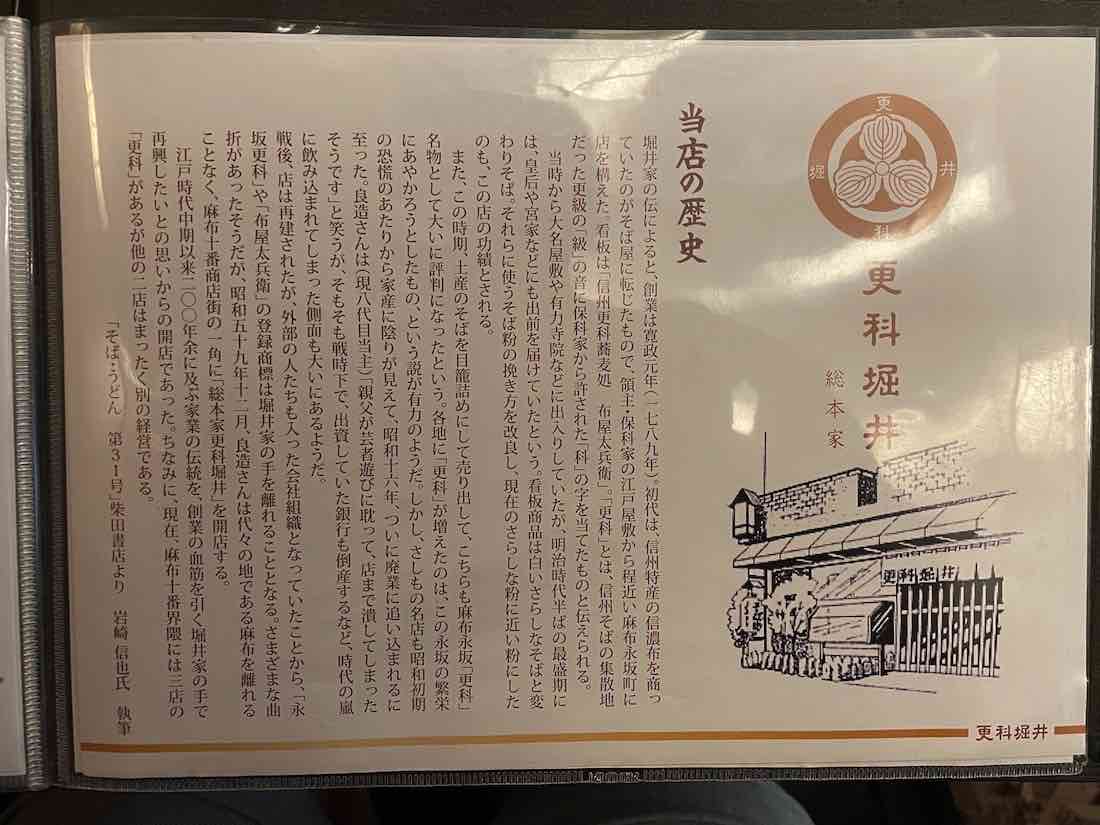 更
井
科
堀
更科堀井
総本家
更科堀井
当店の歴史
堀井家の伝によると、創業は寛政元年(一七八九年)。初代は、信州特産の信濃布を商っ
ていたのがそば屋に転じたもので、領主・保科家の江戸屋敷から程近い麻布永坂町に
店を構えた。看板は「信州更科蕎麦処 布屋太兵衛」。「更科」とは、信州そばの集散地
だった更級の「級」の音に保科家から許された「科」の字を当てたものと伝えられる。
当時から大名屋敷や有力寺院などに出入りしていたが、明治時代半ばの最盛期に
は、皇后や宮家などにも出前を届けていたという。看板商品は白いさらしなそばと変
わりそば。それらに使うそば粉の挽き方を改良し、現在のさらしな粉に近い粉にした
のも、この店の功績とされる。
また、この時期、土産のそばを目籠詰めにして売り出して、こちらも麻布永坂「更科」
名物として大いに評判になったという。各地に「更科」が増えたのは、この永坂の繁栄
にあやかろうとしたもの、という説が有力のようだ。しかし、さしもの名店も昭和初期
の恐慌のあたりから家産に陰りが見えて、昭和十六年、ついに廃業に追い込まれるに
至った。良造さんは(現八代目当主)「親父が芸者遊びに耽って、店まで潰してしまった
そうです」と笑うが、そもそも戦時下で、出資していた銀行も倒産するなど、時代の嵐
に飲み込まれてしまった側面も大いにあるようだ。
戦後、店は再建されたが、外部の人たちも入った会社組織となっていたことから、「永
坂更科」や「布屋太兵衛」の登録商標は堀井家の手を離れることとなる。さまざまな曲
折があったそうだが、昭和五十九年十二月、良造さんは代々の地である麻布を離れる
ことなく、麻布十番商店街の一角に「総本家更科堀井」を開店する。
江戸時代中期以来二〇〇年余に及ぶ家業の伝統を、創業の血筋を引く堀井家の手で
再興したいとの思いからの開店であった。ちなみに、現在、麻布十番界隈には三店の
「更科」があるが他の二店はまったく別の経営である。
「そば・うどん 第31号」柴田書店より 岩崎 信也氏 執筆
更科堀井